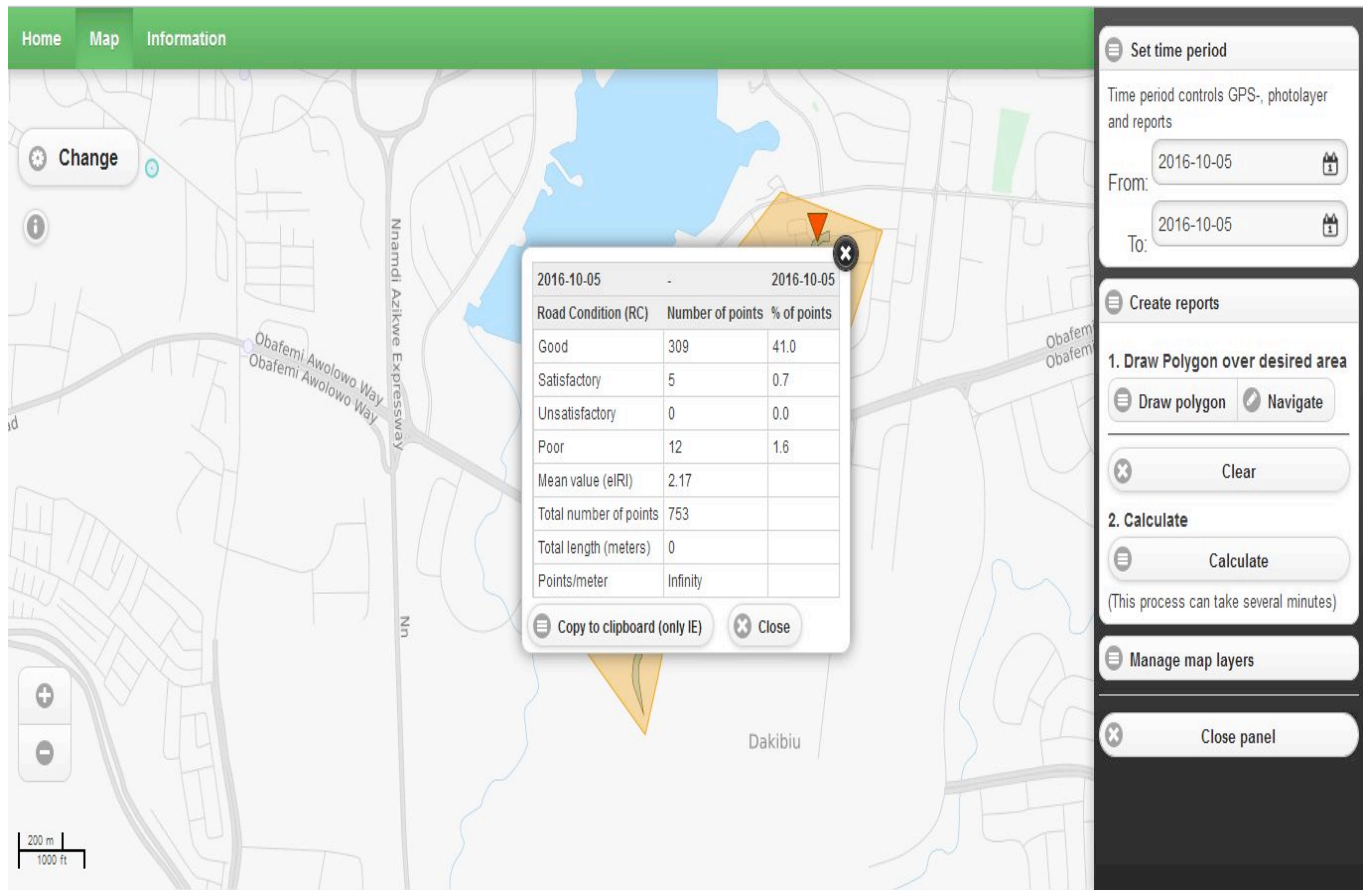 Home Map Information
Change
Nnamdi Azikwe Expressway
Obafemi Awolowo Way
Obafemi Awolowo Way
Nn
Obafem
Obafem
Dakibiu
200 m
1000 ft
2016-10-05 - 2016-10-05
Road Condition (RC) Number of points % of points
Good 309 41.0
Satisfactory 5 0.7
Unsatisfactory 0 0.0
Poor 12 1.6
Mean value (eIRI) 2.17
Total number of points 753
Total length (meters) 0
Points/meter Infinity
Copy to clipboard (only IE) Close
Set time period
Time period controls GPS-, photolayer
and reports
From: 2016-10-05
To: 2016-10-05
Create reports
1. Draw Polygon over desired area
Draw polygon Navigate
Clear
2. Calculate
Calculate
(This process can take several minutes)
Manage map layers
Close panel